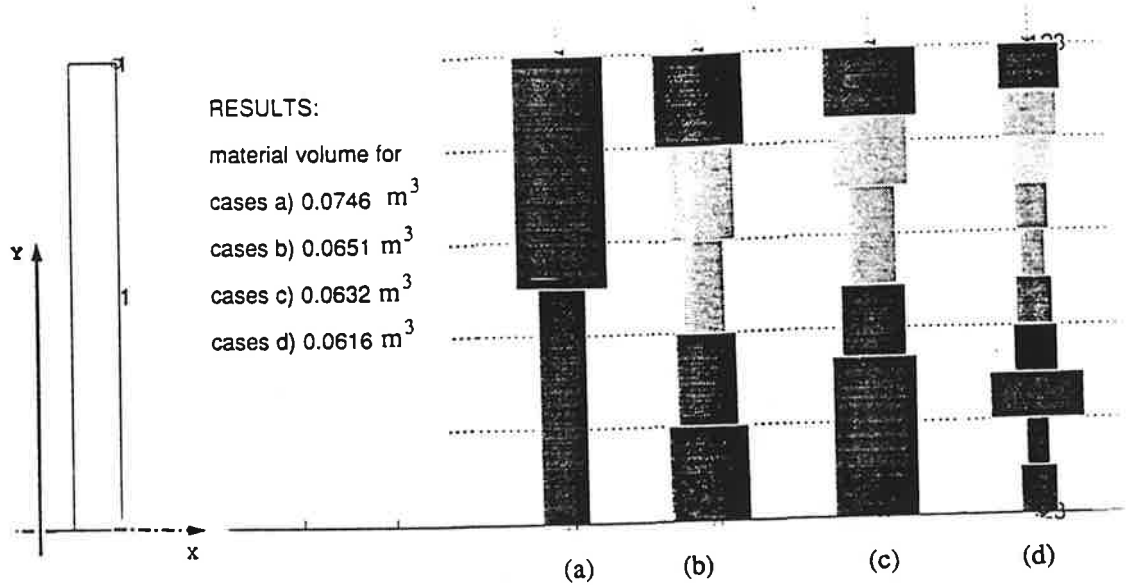 RESULTS:
material volume for
cases a) 0.0746 m³
cases b) 0.0651 m³
cases c) 0.0632 m³
cases d) 0.0616 m³
Y
1
X
(a)
(b)
(c)
(d)